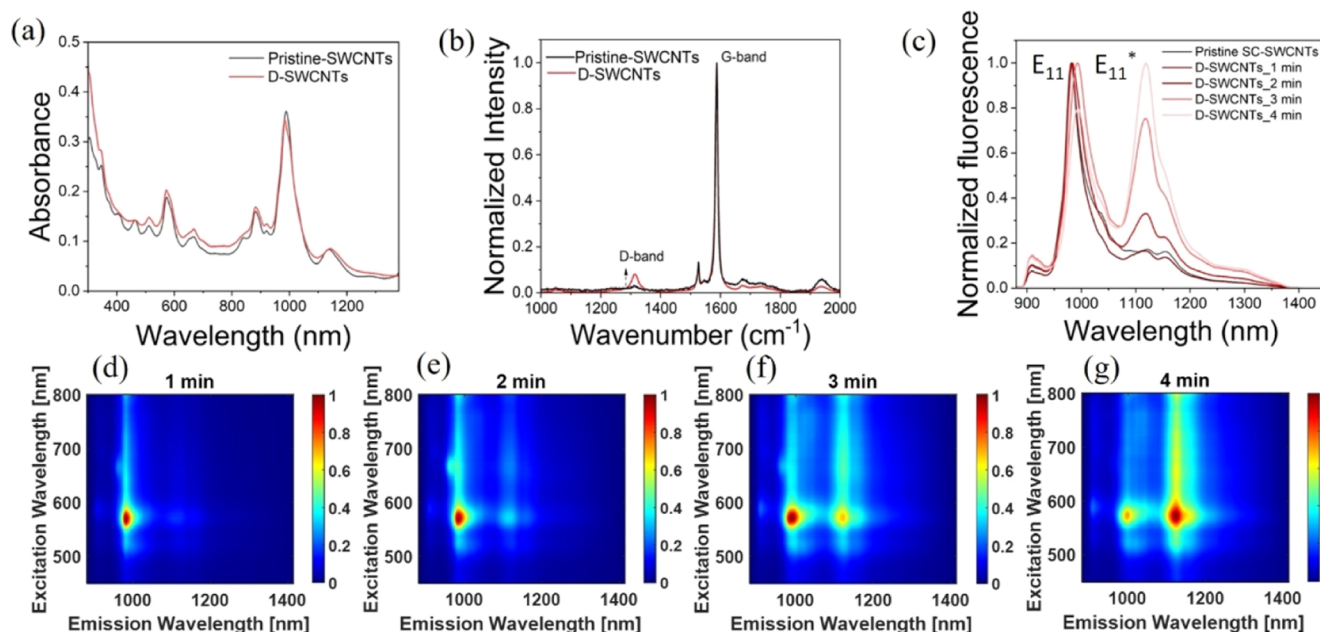 (a)
Absorbance
0.5
0.4
0.3
0.2
0.1
0.0
Pristine-SWCNTs
D-SWCNTs
400 600 800 1000 1200
Wavelength (nm)
(b)
Normalized Intensity
1.0
0.8
0.6
0.4
0.2
0.0
Pristine-SWCNTs
D-SWCNTs
G-band
D-band
1000 1200 1400 1600 1800 2000
Wavenumber (cm-1)
(c)
Normalized fluorescence
1.0
0.8
0.6
0.4
0.2
0.0
E11
E11*
Pristine SC-SWCNTs
D-SWCNTs_1 min
D-SWCNTs_2 min
D-SWCNTs_3 min
D-SWCNTs_4 min
900 1000 1100 1200 1300 1400
Wavelength (nm)
(d)
1 min
Excitation Wavelength [nm]
800
700
600
500
1000 1200 1400
Emission Wavelength [nm]
1
0.8
0.6
0.4
0.2
0
(e)
2 min
Excitation Wavelength [nm]
800
700
600
500
1000 1200 1400
Emission Wavelength [nm]
1
0.8
0.6
0.4
0.2
0
(f)
3 min
Excitation Wavelength [nm]
800
700
600
500
1000 1200 1400
Emission Wavelength [nm]
1
0.8
0.6
0.4
0.2
0
(g)
4 min
Excitation Wavelength [nm]
800
700
600
500
1000 1200 1400
Emission Wavelength [nm]